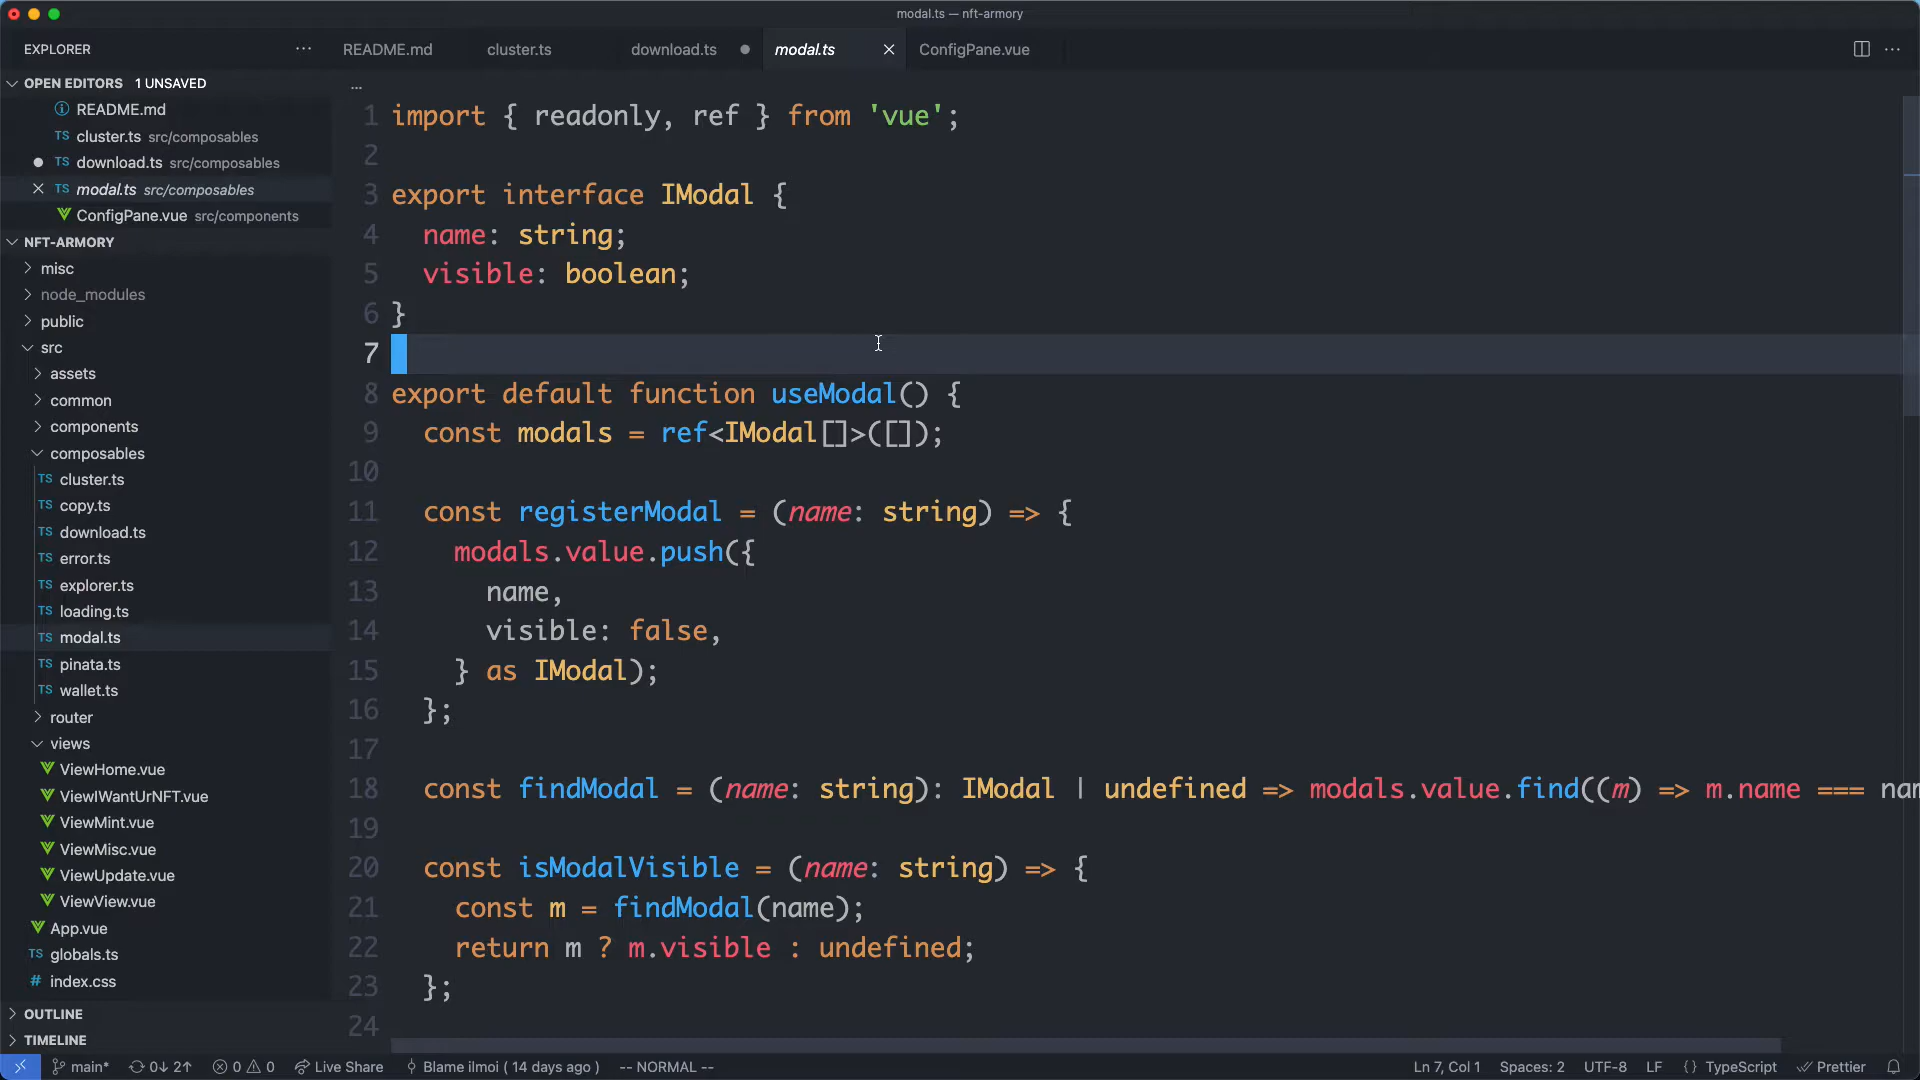 modal.ts — nft-armory
EXPLORER
···
README.md
cluster.ts
download.ts
modal.ts
ConfigPane.vue
···
OPEN EDITORS 1 UNSAVED
README.md
cluster.ts src/composables
download.ts src/composables
modal.ts src/composables
ConfigPane.vue src/components
NFT-ARMORY
misc
node_modules
public
src
assets
common
components
composables
TS cluster.ts
TS copy.ts
TS download.ts
TS error.ts
TS explorer.ts
TS loading.ts
TS modal.ts
TS pinata.ts
TS wallet.ts
router
views
ViewHome.vue
ViewIWantUrNFT.vue
ViewMint.vue
ViewMisc.vue
ViewUpdate.vue
ViewView.vue
App.vue
TS globals.ts
# index.css
OUTLINE
TIMELINE
...
1 import { readonly, ref } from 'vue';
2
3 export interface IModal {
4 name: string;
5 visible: boolean;
6 }
7
8 export default function useModal() {
9 const modals = ref<IModal[]>([]);
10
11 const registerModal = (name: string) => {
12 modals.value.push({
13 name,
14 visible: false,
15 } as IModal);
16 };
17
18 const findModal = (name: string): IModal | undefined => modals.value.find((m) => m.name === nam
19
20 const isModalVisible = (name: string) => {
21 const m = findModal(name);
22 return m ? m.visible : undefined;
23 };
24
main* 0↓ 2↑ 0 0 Live Share Blame ilmoi ( 14 days ago ) -- NORMAL -- Ln 7, Col 1 Spaces: 2 UTF-8 LF {} TypeScript Prettier